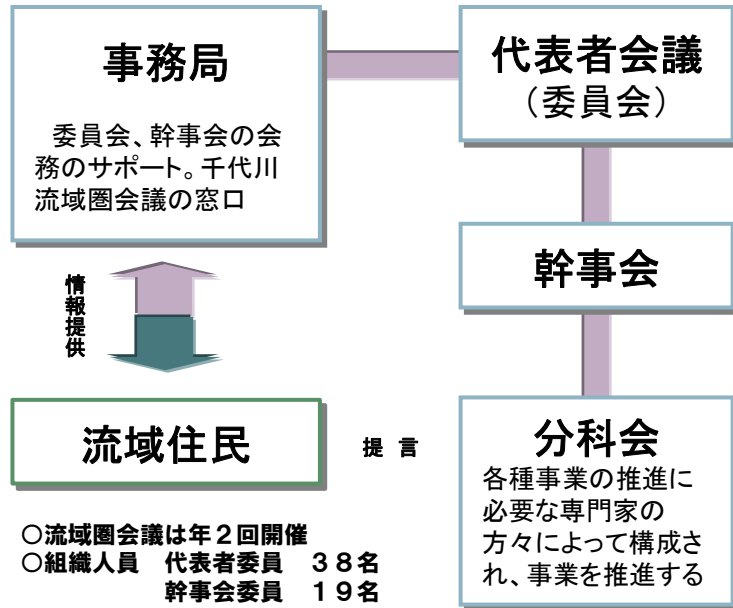 事務局
委員会、幹事会の会
務のサポート。千代川
流域圏会議の窓口
代表者会議
（委員会）
幹事会
情報提供
流域住民
提 言
分科会
各種事業の推進に
必要な専門家の
方々によって構成さ
れ、事業を推進する
○流域圏会議は年２回開催
○組織人員　代表者委員　３８名
幹事会委員　１９名